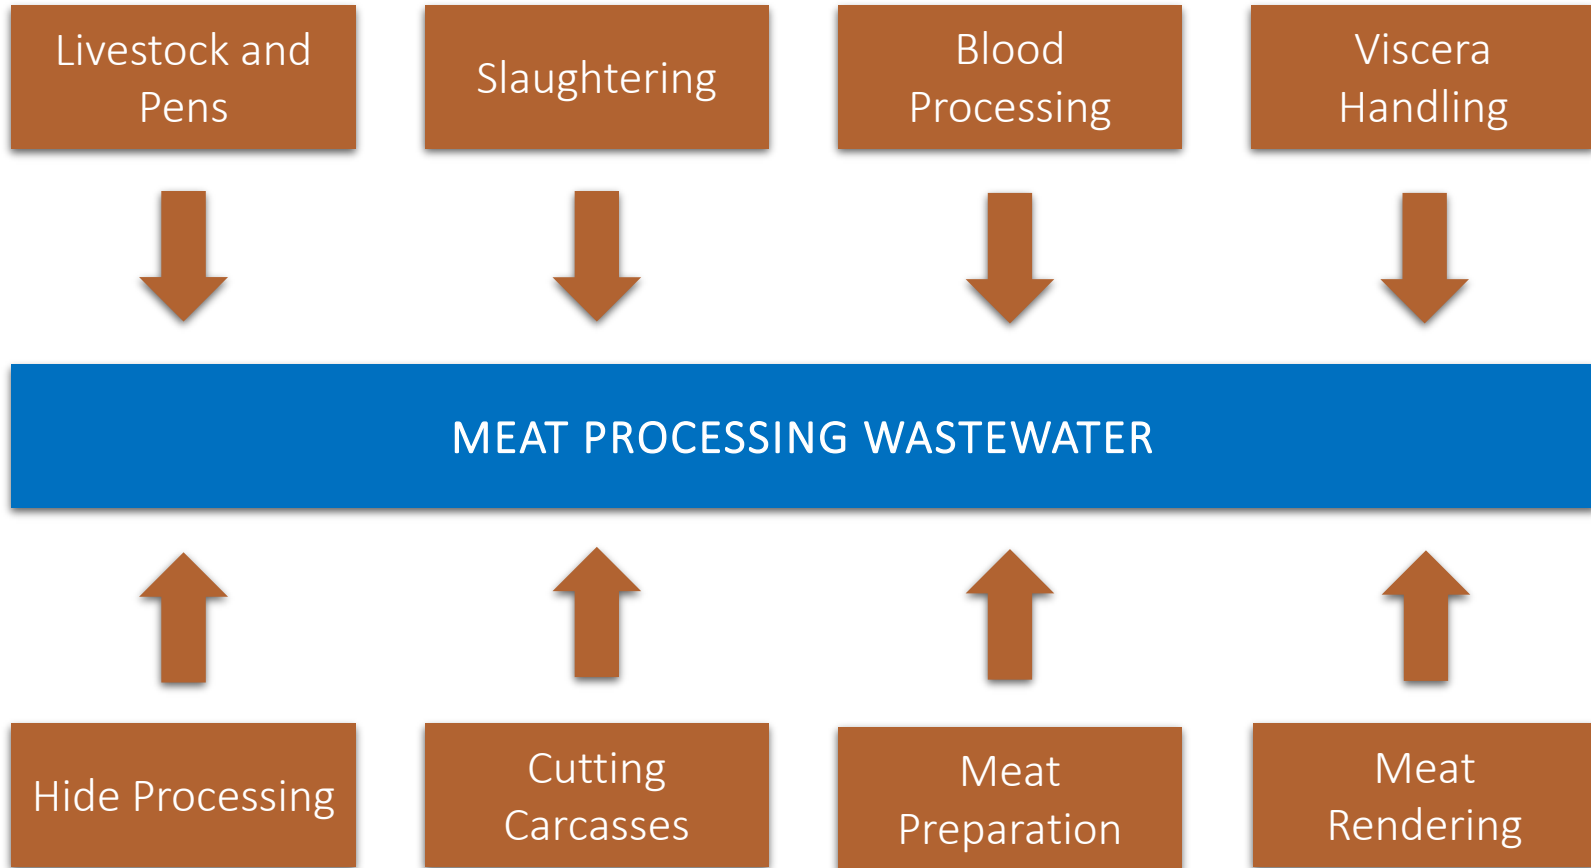 Livestock and
Pens
Slaughtering
Blood
Processing
Viscera
Handling
MEAT PROCESSING WASTEWATER
Hide Processing
Cutting
Carcasses
Meat
Preparation
Meat
Rendering